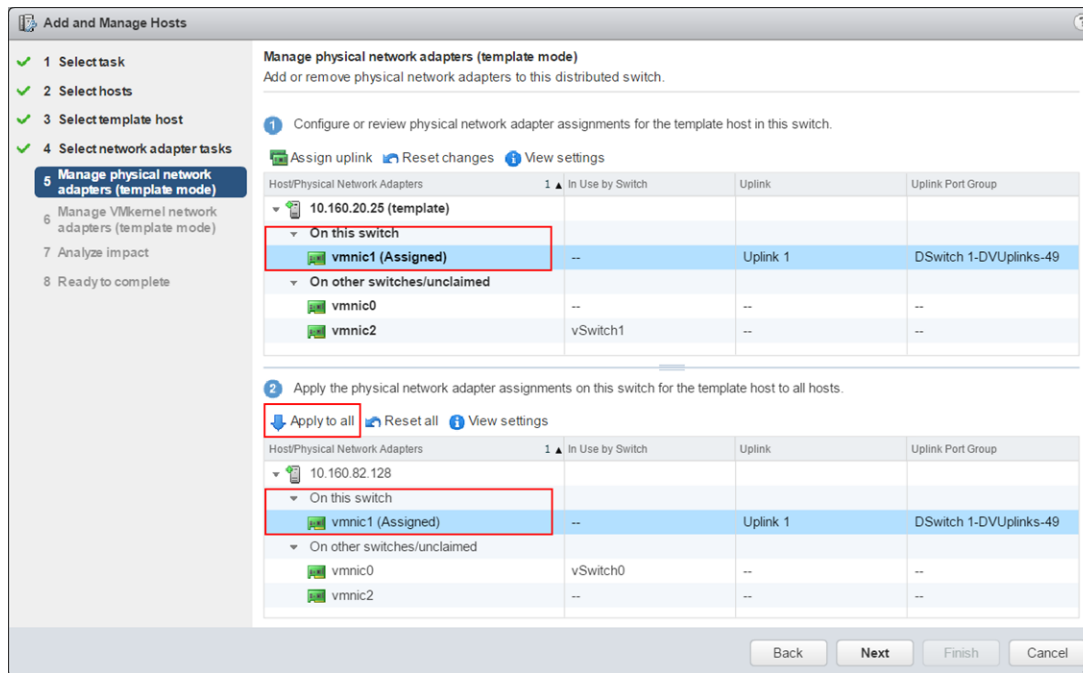 Add and Manage Hosts
?
1 Select task
2 Select hosts
3 Select template host
4 Select network adapter tasks
5 Manage physical network
adapters (template mode)
6 Manage VMkernel network
adapters (template mode)
7 Analyze impact
8 Ready to complete
Manage physical network adapters (template mode)
Add or remove physical network adapters to this distributed switch.
1 Configure or review physical network adapter assignments for the template host in this switch.
Assign uplink Reset changes View settings
Host/Physical Network Adapters 1 ▲ In Use by Switch Uplink Uplink Port Group
10.160.20.25 (template)
On this switch
vmnic1 (Assigned) -- Uplink 1 DSwitch 1-DVUplinks-49
On other switches/unclaimed
vmnic0 -- -- --
vmnic2 vSwitch1 -- --
2 Apply the physical network adapter assignments on this switch for the template host to all hosts.
Apply to all Reset all View settings
Host/Physical Network Adapters 1 ▲ In Use by Switch Uplink Uplink Port Group
10.160.82.128
On this switch
vmnic1 (Assigned) -- Uplink 1 DSwitch 1-DVUplinks-49
On other switches/unclaimed
vmnic0 vSwitch0 -- --
vmnic2 -- -- --
Back Next Finish Cancel